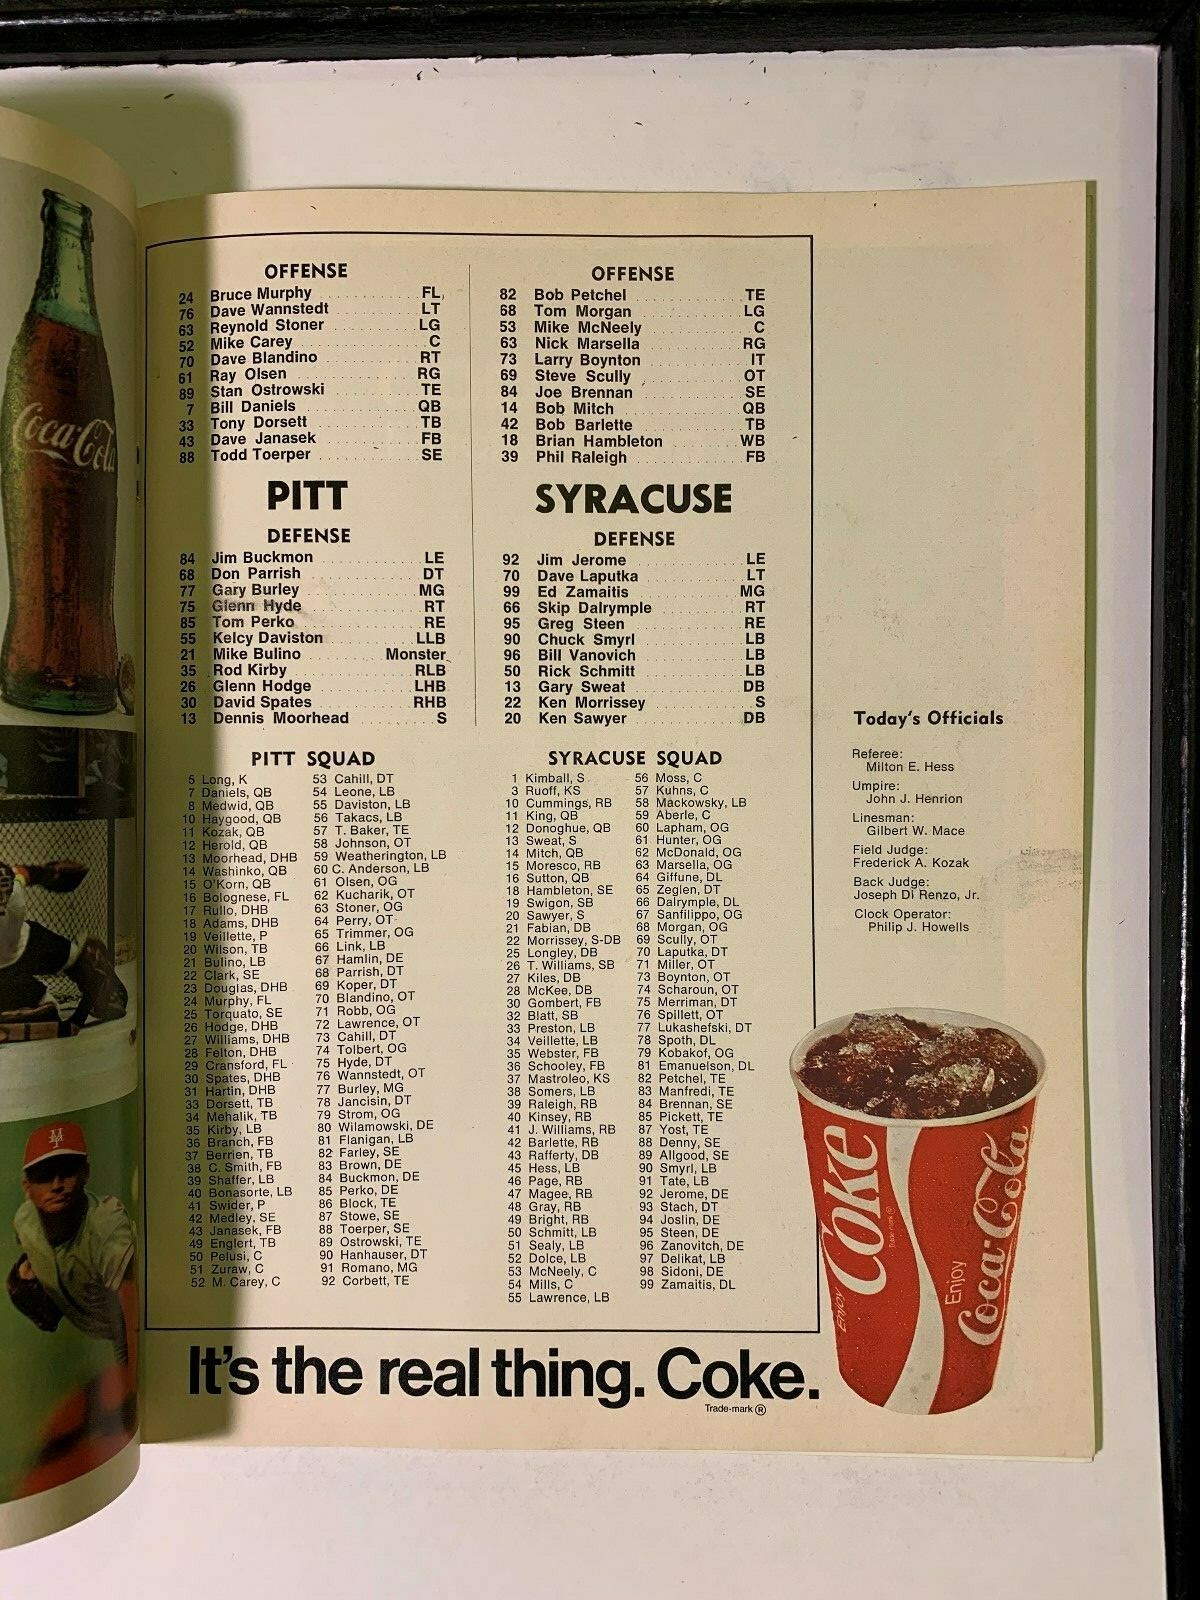 Coca-Cola
OFFENSE
24 Bruce Murphy FL
76 Dave Wannstedt LT
63 Reynold Stoner LG
52 Mike Carey C
70 Dave Blandino RT
61 Ray Olsen RG
89 Stan Ostrowski TE
7 Bill Daniels QB
33 Tony Dorsett TB
43 Dave Janasek FB
88 Todd Toerper SE
PITT
DEFENSE
84 Jim Buckmon LE
68 Don Parrish DT
77 Gary Burley MG
75 Glenn Hyde RT
85 Tom Perko RE
55 Kelcy Daviston LLB
21 Mike Bulino Monster
35 Rod Kirby RLB
26 Glenn Hodge LHB
30 David Spates RHB
13 Dennis Moorhead S
OFFENSE
82 Bob Petchel TE
68 Tom Morgan LG
53 Mike McNeely C
63 Nick Marsella RG
73 Larry Boynton IT
69 Steve Scully OT
84 Joe Brennan SE
14 Bob Mitch QB
42 Bob Barlette TB
18 Brian Hambleton WB
39 Phil Raleigh FB
SYRACUSE
DEFENSE
92 Jim Jerome LE
70 Dave Laputka LT
99 Ed Zamaitis MG
66 Skip Dalrymple RT
95 Greg Steen RE
90 Chuck Smyrl LB
96 Bill Vanovich LB
50 Rick Schmitt LB
13 Gary Sweat DB
22 Ken Morrissey S
20 Ken Sawyer DB
PITT SQUAD
5 Long, K
7 Daniels, QB
8 Medwid, QB
10 Haygood, QB
11 Kozak, QB
12 Herold, QB
13 Moorhead, DHB
14 Washinko, QB
15 O'Korn, QB
16 Bolognese, FL
17 Rullo, DHB
18 Adams, DHB
19 Veillette, P
20 Wilson, TB
21 Bulino, LB
22 Clark, SE
23 Douglas, DHB
24 Murphy, FL
25 Torquato, SE
26 Hodge, DHB
27 Williams, DHB
28 Felton, DHB
29 Cransford, FL
30 Spates, DHB
31 Hartin, DHB
33 Dorsett, TB
34 Mehalik, TB
35 Kirby, LB
36 Branch, FB
37 Berrien, TB
38 C. Smith, FB
39 Shaffer, LB
40 Bonasorte, LB
41 Swider, P
42 Medley, SE
43 Janasek, FB
49 Englert, TB
50 Pelusi, C
51 Zuraw, C
52 M. Carey, C
53 Cahill, DT
54 Leone, LB
55 Daviston, LB
56 Takacs, LB
57 T. Baker, TE
58 Johnson, OT
59 Weatherington, LB
60 C. Anderson, LB
61 Olsen, OG
62 Kucharik, OT
63 Stoner, OG
64 Perry, OT
65 Trimmer, OG
66 Link, LB
67 Hamlin, DE
68 Parrish, DT
69 Koper, DT
70 Blandino, OT
71 Robb, OG
72 Lawrence, OT
73 Cahill, DT
74 Tolbert, OG
75 Hyde, DT
76 Wannstedt, OT
77 Burley, MG
78 Jancisin, DT
79 Strom, OG
80 Wilamowski, DE
81 Flanigan, LB
82 Farley, SE
83 Brown, DE
84 Buckmon, DE
85 Perko, DE
86 Block, TE
87 Stowe, SE
88 Toerper, SE
89 Ostrowski, TE
90 Hanhauser, DT
91 Romano, MG
92 Corbett, TE
SYRACUSE SQUAD
1 Kimball, S
3 Ruoff, KS
10 Cummings, RB
11 King, QB
12 Donoghue, QB
13 Sweat, S
14 Mitch, QB
15 Moresco, RB
16 Sutton, QB
18 Hambleton, SE
19 Swigon, SB
20 Sawyer, S
21 Fabian, DB
22 Morrissey, S-DB
25 Longley, DB
26 T. Williams, SB
27 Kiles, DB
28 McKee, DB
30 Gombert, FB
32 Blatt, SB
33 Preston, LB
34 Veillette, LB
35 Webster, FB
36 Schooley, FB
37 Mastroleo, KS
38 Somers, LB
39 Raleigh, RB
40 Kinsey, RB
41 J. Williams, RB
42 Barlette, RB
43 Rafferty, DB
45 Hess, LB
46 Page, RB
47 Magee, RB
48 Gray, RB
49 Bright, RB
50 Schmitt, LB
51 Sealy, LB
52 Dolce, LB
53 McNeely, C
54 Mills, C
55 Lawrence, LB
56 Moss, C
57 Kuhns, C
58 Mackowsky, LB
59 Aberle, C
60 Lapham, OG
61 Hunter, OG
62 McDonald, OG
63 Marsella, OG
64 Giffune, DL
65 Zeglen, DT
66 Dalrymple, DL
67 Sanfilippo, OG
68 Morgan, OG
69 Scully, OT
70 Laputka, DT
71 Miller, OT
73 Boynton, OT
74 Scharoun, OT
75 Merriman, DT
76 Spillett, OT
77 Lukashefski, DT
78 Spoth, DL
79 Kobakof, OG
81 Emanuelson, DL
82 Petchel, TE
83 Manfredi, TE
84 Brennan, SE
85 Pickett, TE
87 Yost, TE
88 Denny, SE
89 Allgood, SE
90 Smyrl, LB
91 Tate, LB
92 Jerome, DE
93 Stach, DT
94 Joslin, DE
95 Steen, DE
96 Zanovitch, DE
97 Delikat, LB
98 Sidoni, DE
99 Zamaitis, DL
Today's Officials
Referee:
Milton E. Hess
Umpire:
John J. Henrion
Linesman:
Gilbert W. Mace
Field Judge:
Frederick A. Kozak
Back Judge:
Joseph Di Renzo, Jr.
Clock Operator:
Philip J. Howells
Enjoy
Coke
Trade-mark ®
Enjoy
Coca-Cola
It's the real thing. Coke.
Trade-mark ®